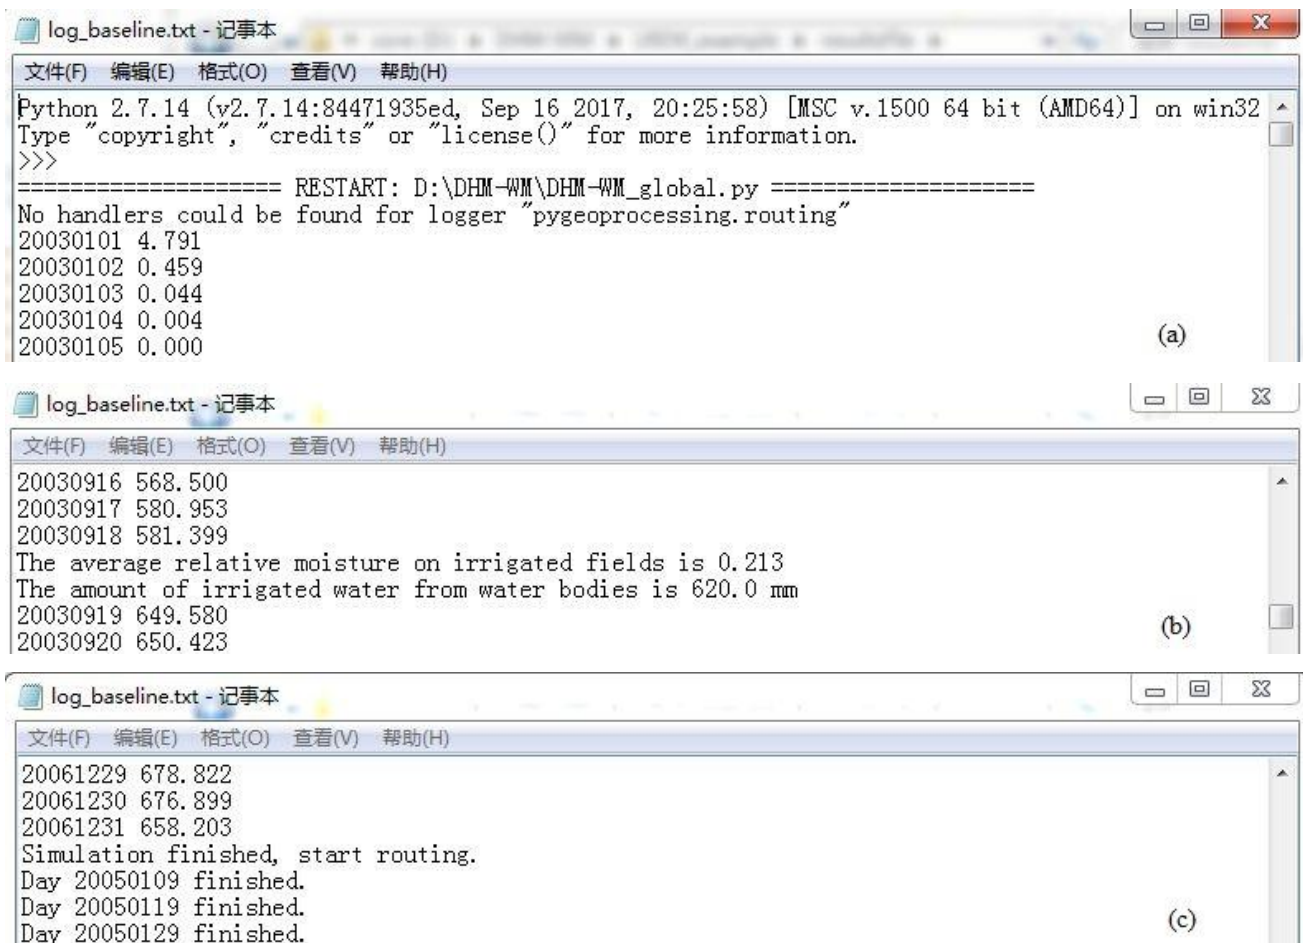 log_baseline.txt - 记事本
文件(F) 编辑(E) 格式(O) 查看(V) 帮助(H)
Python 2.7.14 (v2.7.14:84471935ed, Sep 16 2017, 20:25:58) [MSC v.1500 64 bit (AMD64)] on win32
Type "copyright", "credits" or "license()" for more information.
>>>
==================== RESTART: D:\DHM-WM\DHM-WM_global.py ====================
No handlers could be found for logger "pygeoprocessing.routing"
20030101 4.791
20030102 0.459
20030103 0.044
20030104 0.004
20030105 0.000
(a)
log_baseline.txt - 记事本
文件(F) 编辑(E) 格式(O) 查看(V) 帮助(H)
20030916 568.500
20030917 580.953
20030918 581.399
The average relative moisture on irrigated fields is 0.213
The amount of irrigated water from water bodies is 620.0 mm
20030919 649.580
20030920 650.423
(b)
log_baseline.txt - 记事本
文件(F) 编辑(E) 格式(O) 查看(V) 帮助(H)
20061229 678.822
20061230 676.899
20061231 658.203
Simulation finished, start routing.
Day 20050109 finished.
Day 20050119 finished.
Day 20050129 finished.
(c)